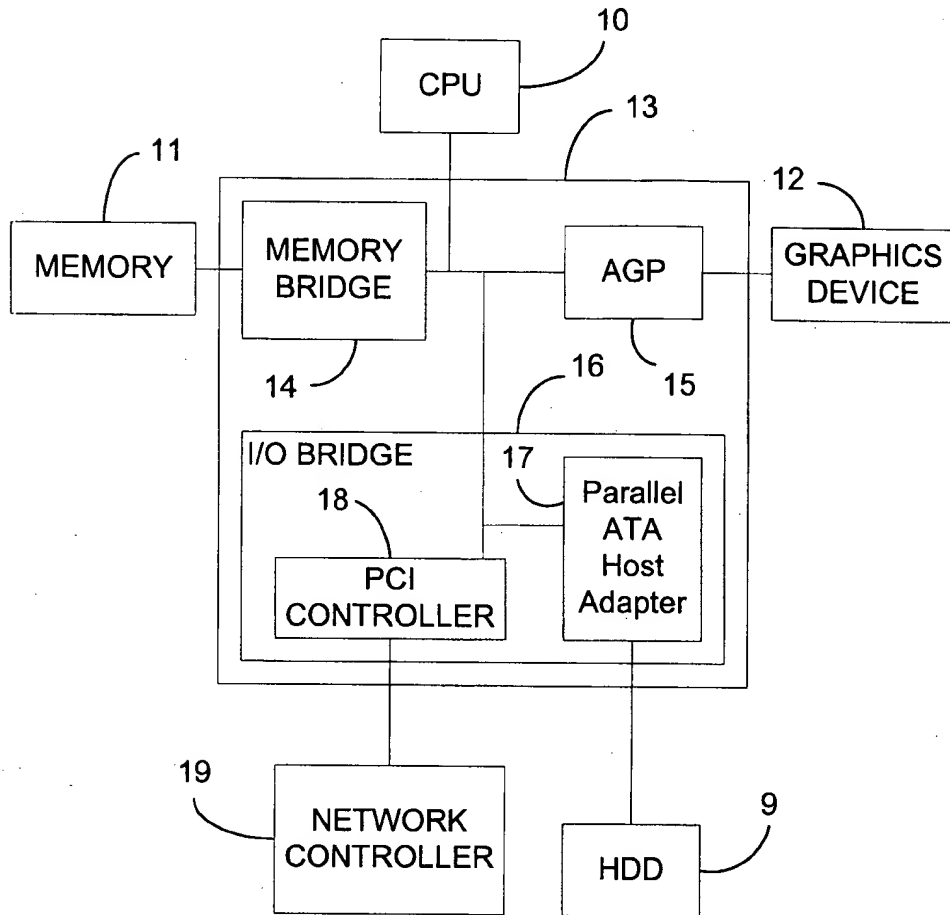 10
CPU
13
11
12
MEMORY
MEMORY
BRIDGE
AGP
GRAPHICS
DEVICE
14
15
16
I/O BRIDGE
17
18
Parallel
ATA
Host
Adapter
PCI
CONTROLLER
19
9
NETWORK
CONTROLLER
HDD